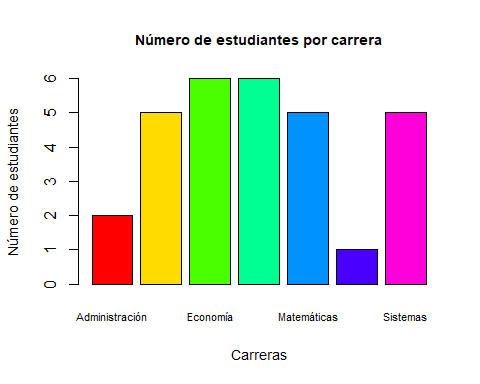 Número de estudiantes por carrera
Número de estudiantes
6
5
4
3
2
1
0
Administración Economía Matemáticas Sistemas
Carreras